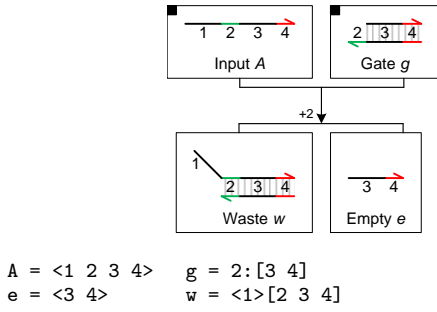 1 2 3 4
Input A
2 3 4
Gate g
+2
1
2 3 4
Waste w
3 4
Empty e
A = <1 2 3 4> g = 2:[3 4]
e = <3 4> w = <1>[2 3 4]